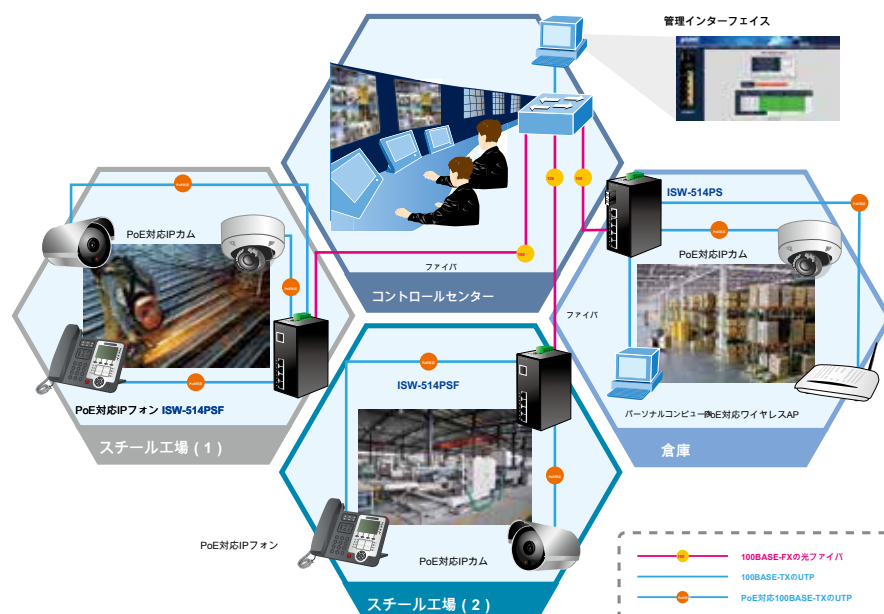 管理インターフェイス
ISW-514PS
PoE対応IPカム
PoE対応IPカム
ファイバ
コントロールセンター
ファイバ
ISW-514PSF
パーソナルコンピュータ
PoE対応ワイヤレスAP
PoE対応IPフォン ISW-514PSF
スチール工場 ( 1 )
倉庫
PoE対応IPフォン
PoE対応IPカム
スチール工場 ( 2 )
100BASE-FXの光ファイバ
100BASE-TXのUTP
PoE対応100BASE-TXのUTP